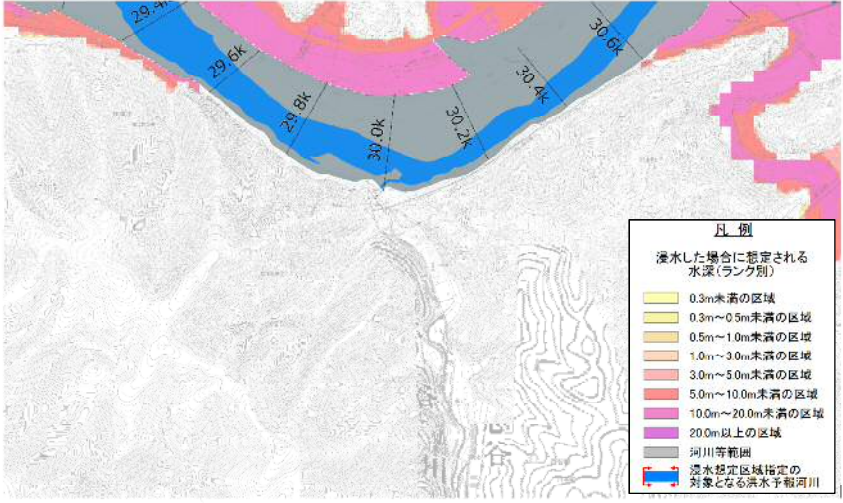 29.4k
29.6k
29.8k
30.0k
30.2k
30.4k
30.6k
凡 例
浸水した場合に想定される
水深(ランク別)
0.3m未満の区域
0.3m～0.5m未満の区域
0.5m～1.0m未満の区域
1.0m～3.0m未満の区域
3.0m～5.0m未満の区域
5.0m～10.0m未満の区域
10.0m～20.0m未満の区域
20.0m以上の区域
河川等範囲
浸水想定区域指定の
対象となる洪水予報河川
谷
川